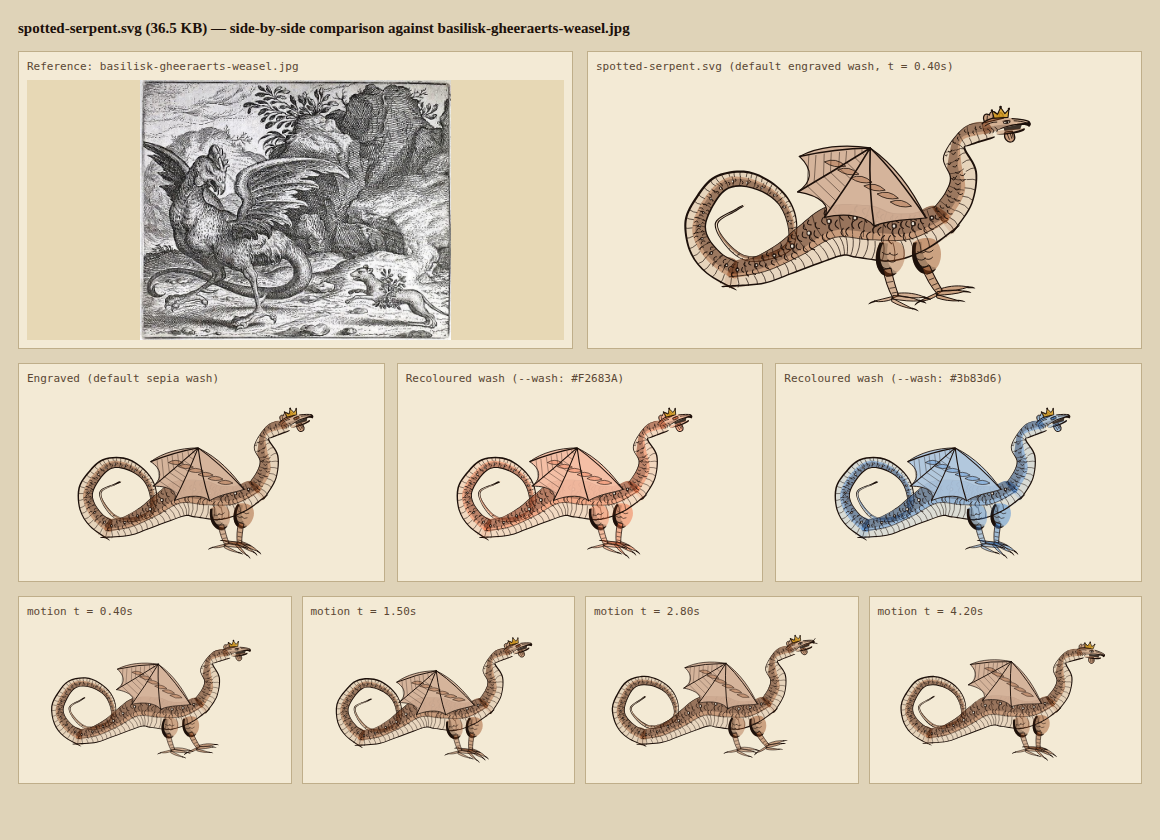 spotted-serpent.svg (36.5 KB) — side-by-side comparison against basilisk-gheeraerts-weasel.jpg
Reference: basilisk-gheeraerts-weasel.jpg
spotted-serpent.svg (default engraved wash, t = 0.40s)
Engraved (default sepia wash)
Recoloured wash (--wash: #F2683A)
Recoloured wash (--wash: #3b83d6)
motion t = 0.40s
motion t = 1.50s
motion t = 2.80s
motion t = 4.20s